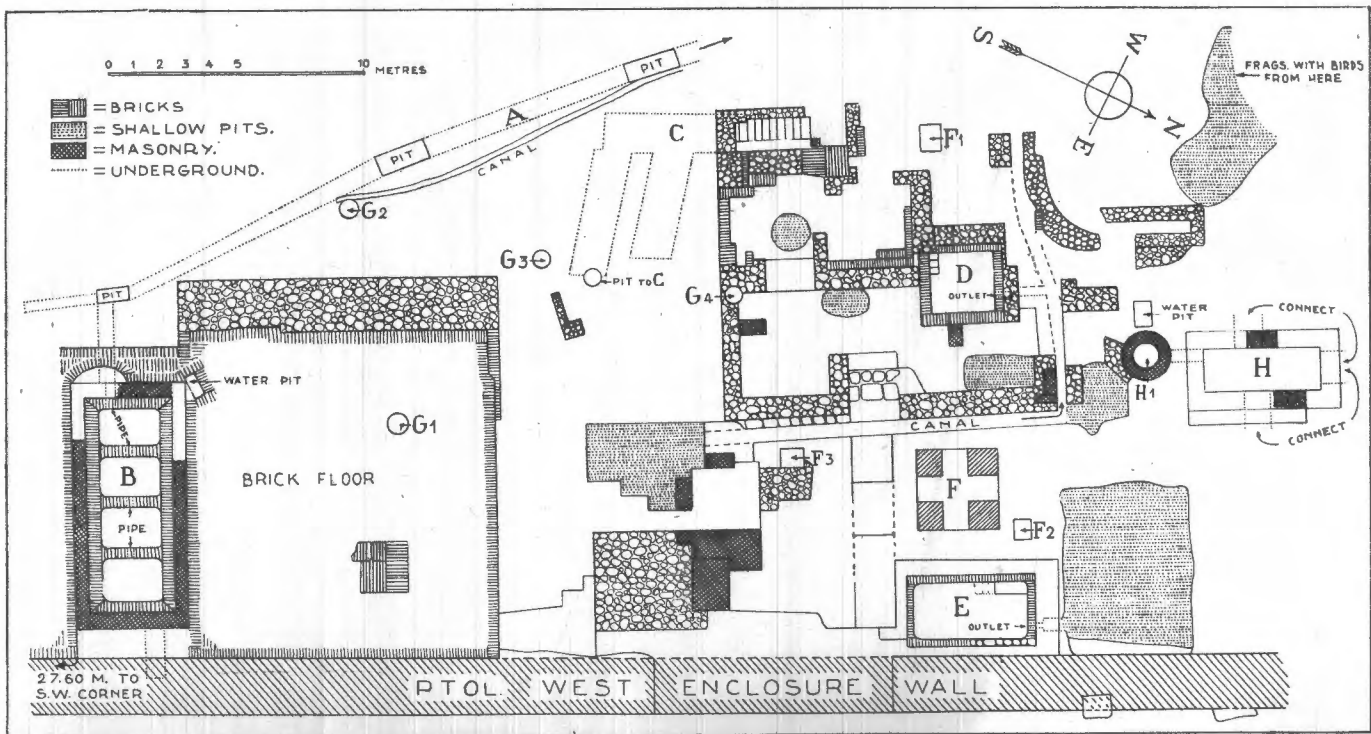 0 1 2 3 4 5 10 METRES
= BRICKS
= SHALLOW PITS.
= MASONRY.
= UNDERGROUND.
PIT
A
PIT
CANAL
G2
PIT
C
G3
PIT TO C
G4
F1
D
OUTLET
S
W
E
N
FRAGS. WITH BIRDS
FROM HERE
WATER
PIT
CONNECT
H
H1
CONNECT
WATER PIT
PIPE
B
PIPE
G1
BRICK FLOOR
CANAL
F3
F
F2
E
OUTLET
27.60 M. TO
S.W. CORNER
PTOL. WEST ENCLOSURE WALL